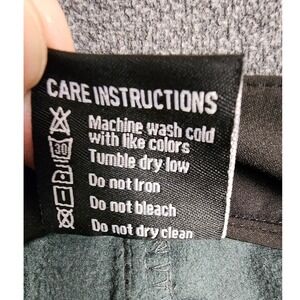 CARE INSTRUCTIONS
Machine wash cold
with like colors
30
Tumble dry low
Do not Iron
Do not bleach
Do not dry clean